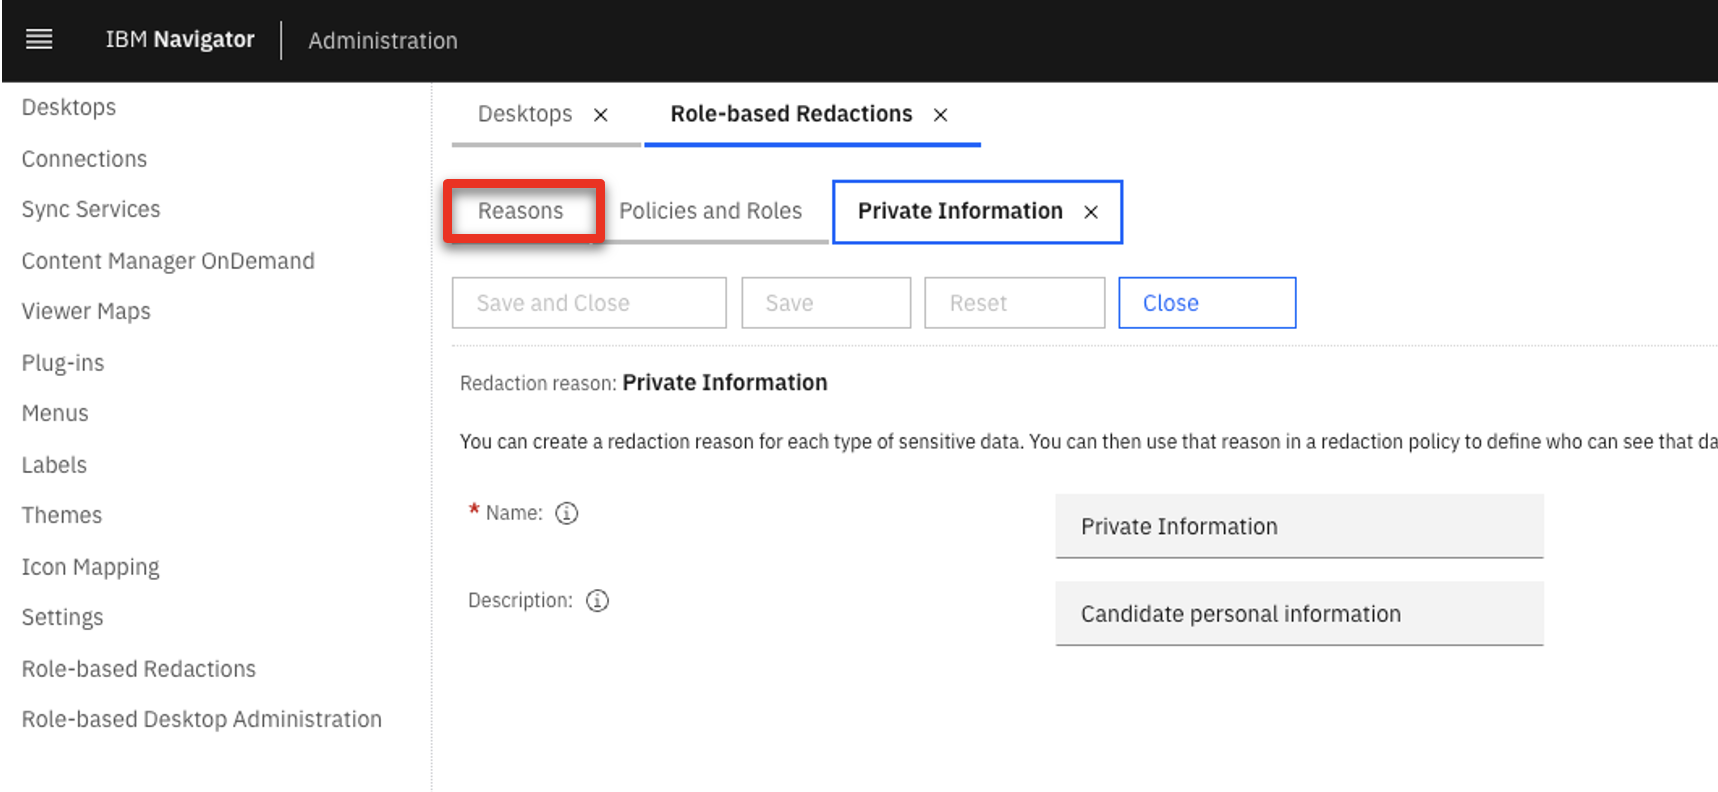 IBM Navigator Administration
Desktops
Connections
Sync Services
Content Manager OnDemand
Viewer Maps
Plug-ins
Menus
Labels
Themes
Icon Mapping
Settings
Role-based Redactions
Role-based Desktop Administration
Desktops Role-based Redactions
Reasons Policies and Roles Private Information
Save and Close Save Reset Close
Redaction reason: Private Information
You can create a redaction reason for each type of sensitive data. You can then use that reason in a redaction policy to define who can see that da
* Name: Private Information
Description: Candidate personal information